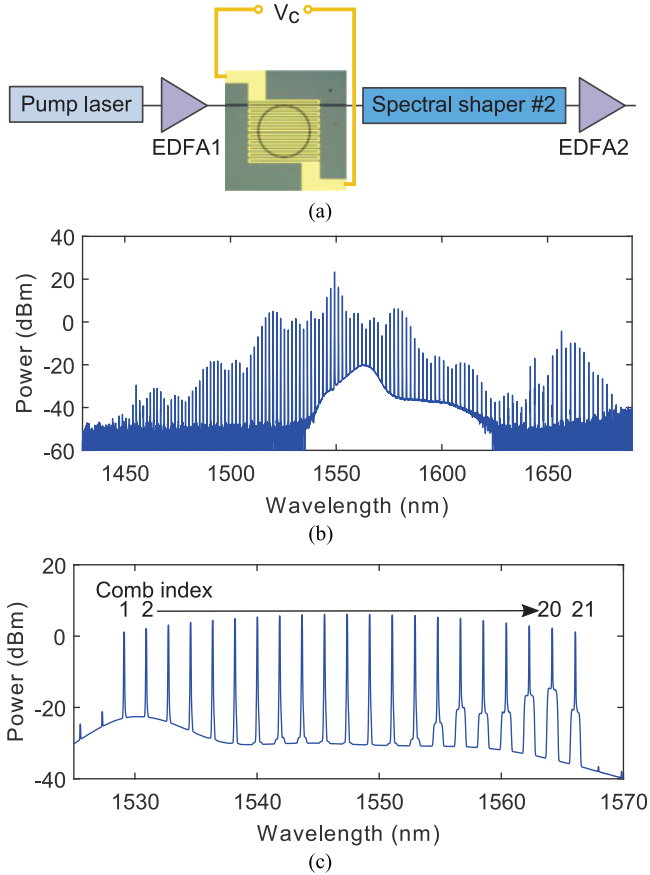 V_C
Pump laser
EDFA1
Spectral shaper #2
EDFA2
(a)
40
20
0
-20
-40
-60
Power (dBm)
1450 1500 1550 1600 1650
Wavelength (nm)
(b)
20
0
-20
-40
Power (dBm)
Comb index
1 2 20 21
1530 1540 1550 1560 1570
Wavelength (nm)
(c)